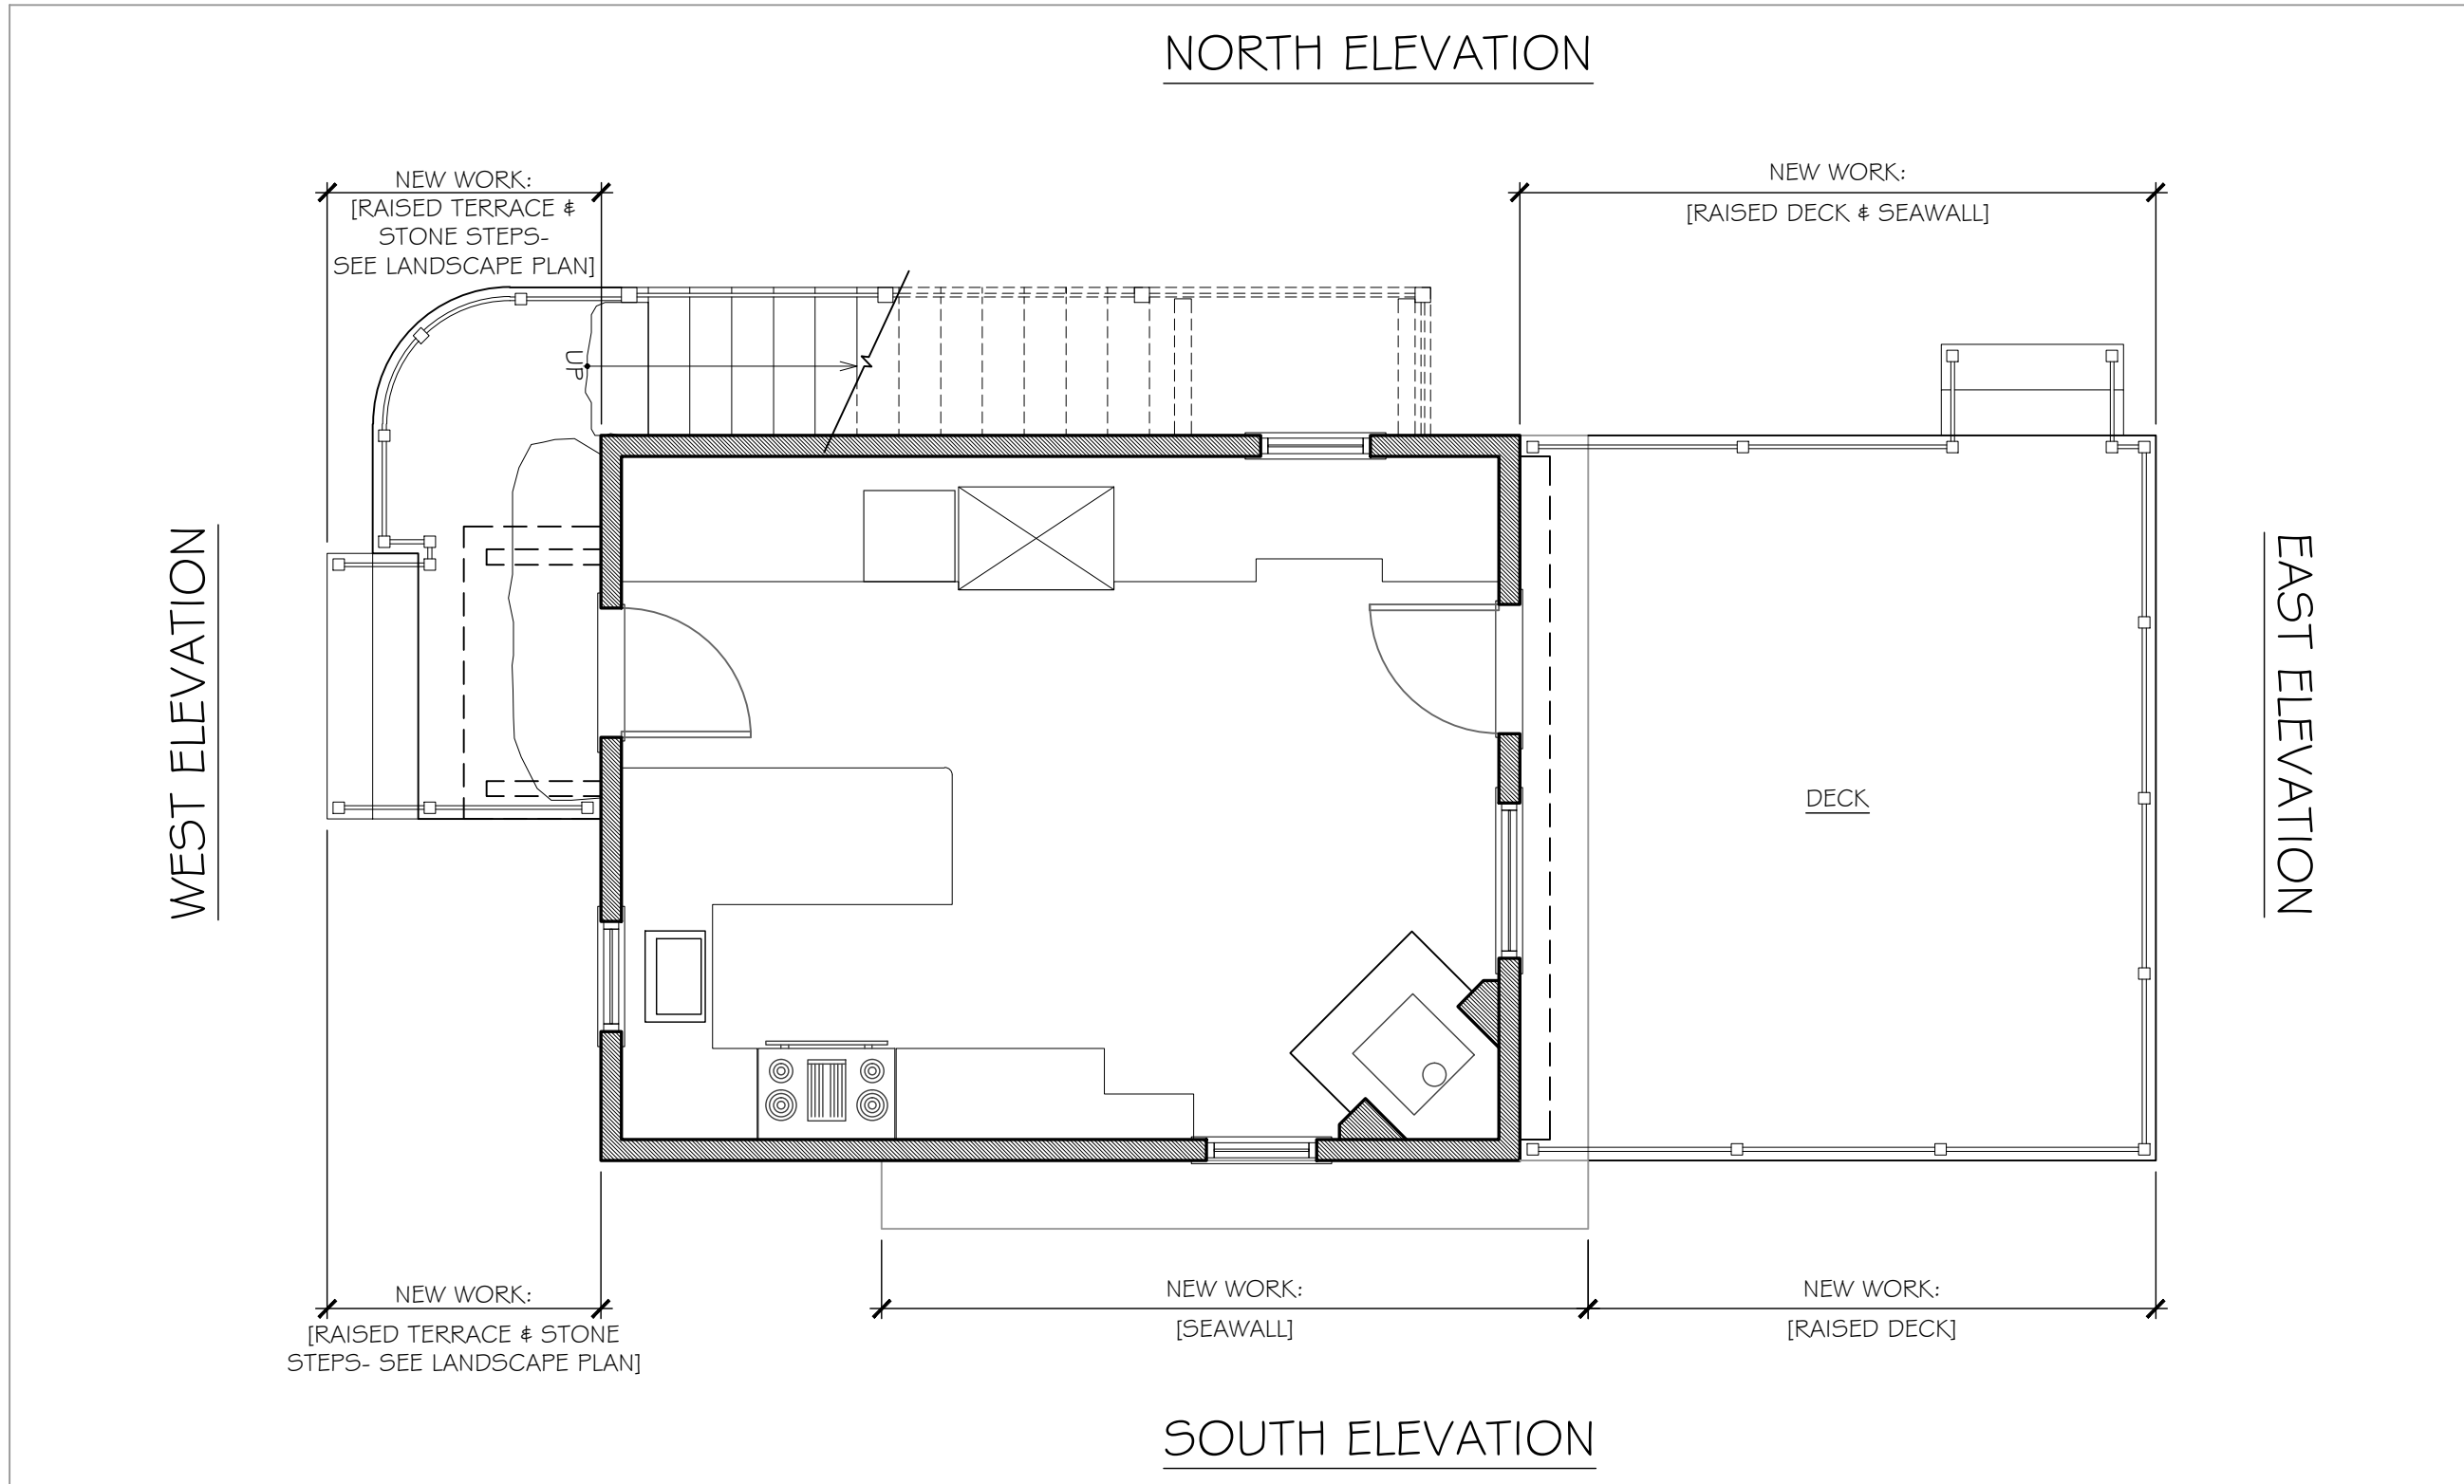 NORTH ELEVATION
NEW WORK:
[RAISED TERRACE &
STONE STEPS-
SEE LANDSCAPE PLAN]
NEW WORK:
[RAISED DECK & SEAWALL]
UP
WEST ELEVATION
DECK
EAST ELEVATION
NEW WORK:
[RAISED TERRACE & STONE
STEPS- SEE LANDSCAPE PLAN]
NEW WORK:
[SEAWALL]
NEW WORK:
[RAISED DECK]
SOUTH ELEVATION